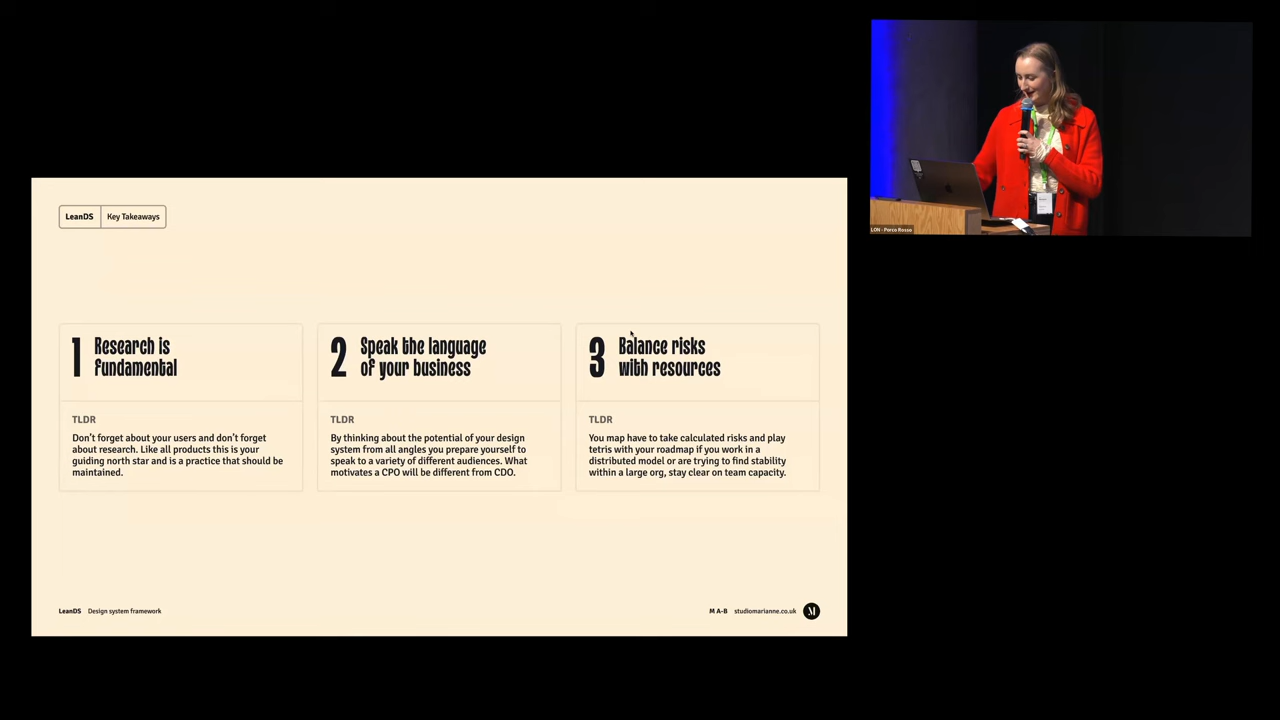 LeanDS Key Takeaways
1 Research is
fundamental
TLDR
Don't forget about your users and don't forget
about research. Like all products this is your
guiding north star and is a practice that should be
maintained.
2 Speak the language
of your business
TLDR
By thinking about the potential of your design
system from all angles you prepare yourself to
speak to a variety of different audiences. What
motivates a CPO will be different from CDO.
3 Balance risks
with resources
TLDR
You map have to take calculated risks and play
tetris with your roadmap if you work in a
distributed model or are trying to find stability
within a large org, stay clear on team capacity.
LeanDS Design system framework
M A-B studiomarianne.co.uk M
LON - Porco Rosso